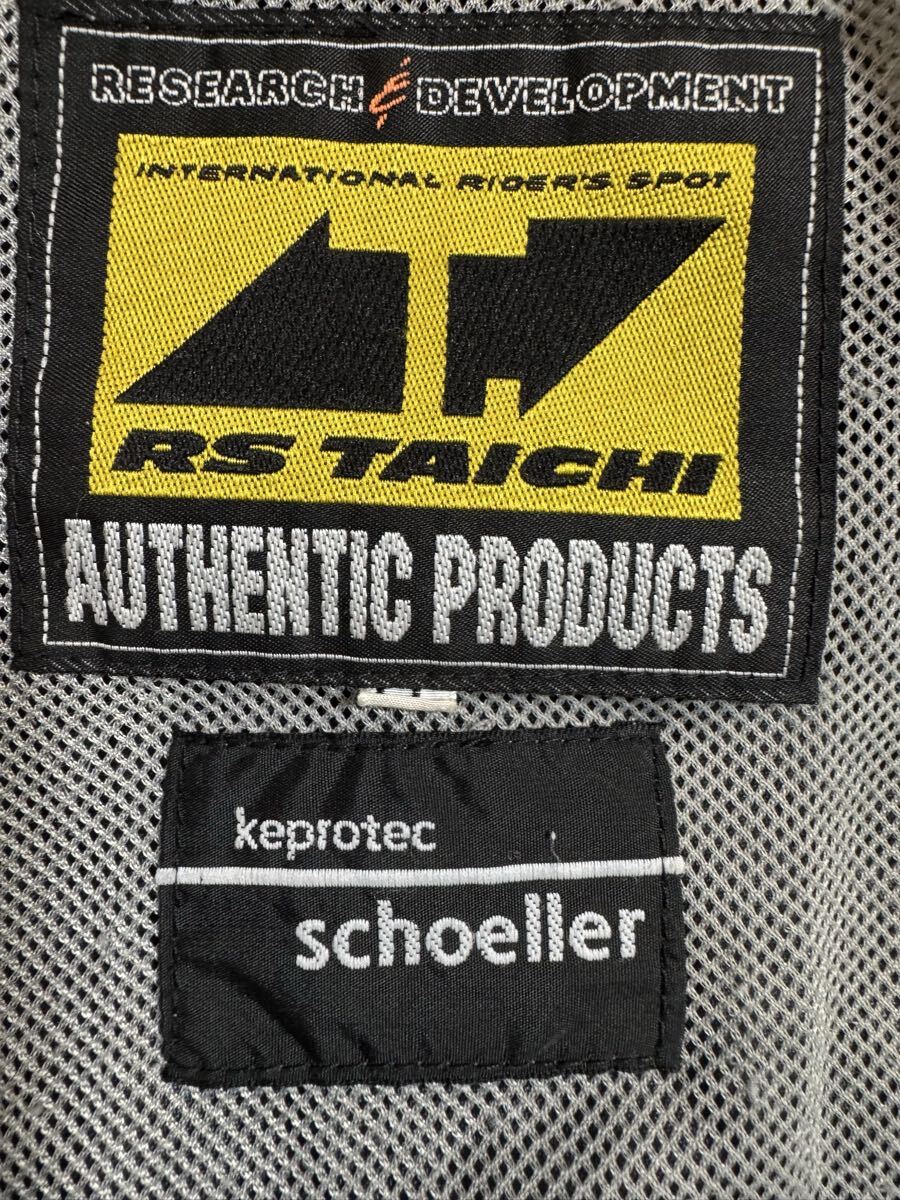 RESEARCH & DEVELOPMENT
INTERNATIONAL RIDER'S SPOT
RS TAICHI
AUTHENTIC PRODUCTS
keprotec
schoeller